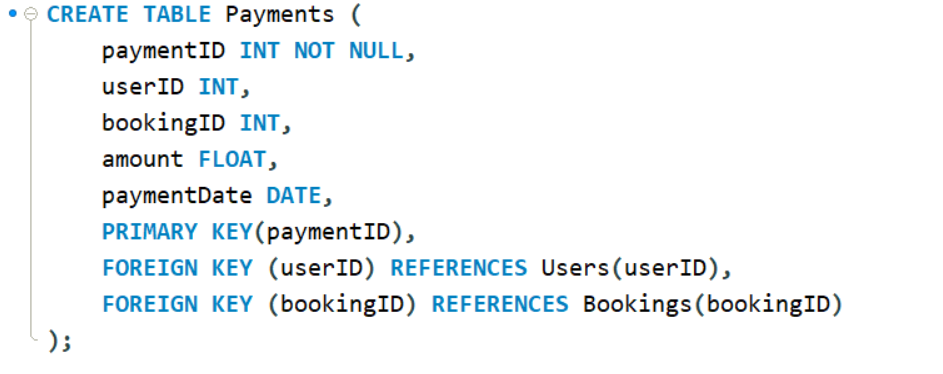 CREATE TABLE Payments (
    paymentID INT NOT NULL,
    userID INT,
    bookingID INT,
    amount FLOAT,
    paymentDate DATE,
    PRIMARY KEY(paymentID),
    FOREIGN KEY (userID) REFERENCES Users(userID),
    FOREIGN KEY (bookingID) REFERENCES Bookings(bookingID)
);